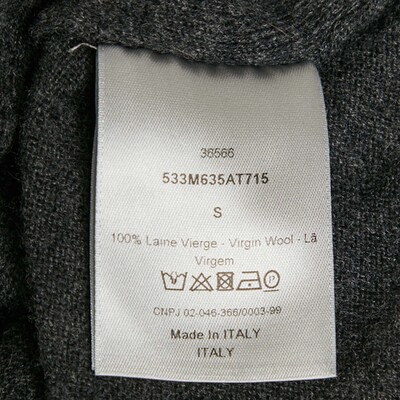 36566
533M635AT715
S
100% Laine Vierge - Virgin Wool - Lã
Virgem
P
CNPJ 02-046-366/0003-99
Made In ITALY
ITALY